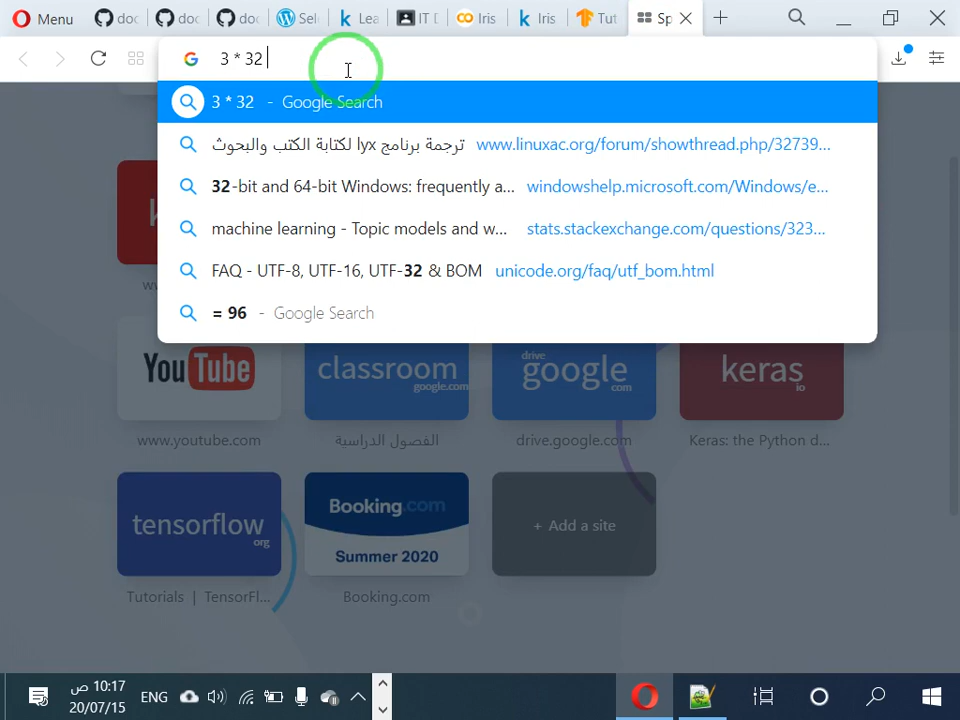 Menu
doc
doc
doc
Sel
Lea
IT D
Iris
Iris
Tut
Sp
3 * 32
3 * 32 - Google Search
ترجمة برنامج lyx لكتابة الكتب والبحوث www.linuxac.org/forum/showthread.php/32739...
32-bit and 64-bit Windows: frequently a... windowshelp.microsoft.com/Windows/e...
machine learning - Topic models and w... stats.stackexchange.com/questions/323...
FAQ - UTF-8, UTF-16, UTF-32 & BOM unicode.org/faq/utf_bom.html
= 96 - Google Search
YouTube
classroom
google.com
drive.
google
com
keras
io
www.youtube.com
الفصول الدراسية
drive.google.com
Keras: the Python d...
tensorflow
org
Booking.com
Summer 2020
+ Add a site
Tutorials | TensorFl...
Booking.com
10:17 ص
20/07/15
ENG